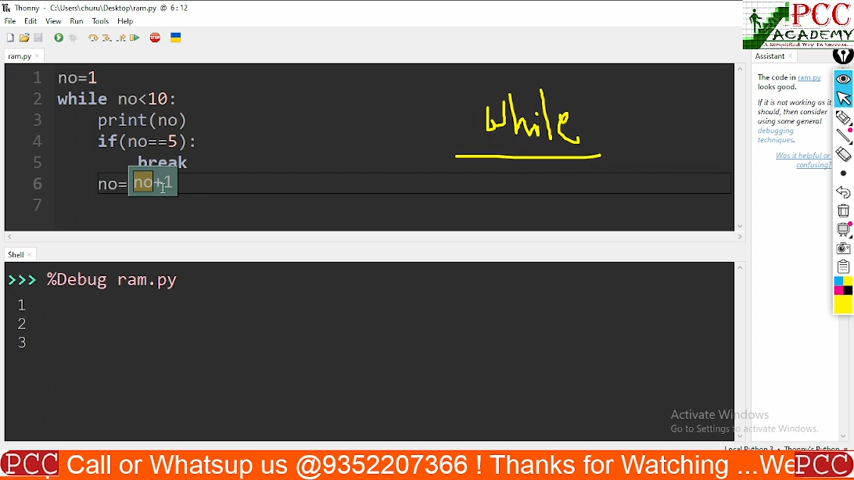 Thonny - C:\Users\churu\Desktop\ram.py @ 6 : 12
File Edit View Run Tools Help
PCC
ACADEMY
A Simplified Way To Success...
ram.py
Assistant
1 no=1
2 while no<10:
3 print(no)
4 if(no==5):
5 break
6 no= no+1
7
while
The code in ram.py
looks good.
If it is not working as it
should, then consider
using some general
debugging
techniques.
Was it helpful or
confusing?
Shell
>>> %Debug ram.py
1
2
3
Activate Windows
Go to Settings to activate Windows.
PCC Call or Whatsup us @9352207366 ! Thanks for Watching ...We PCC